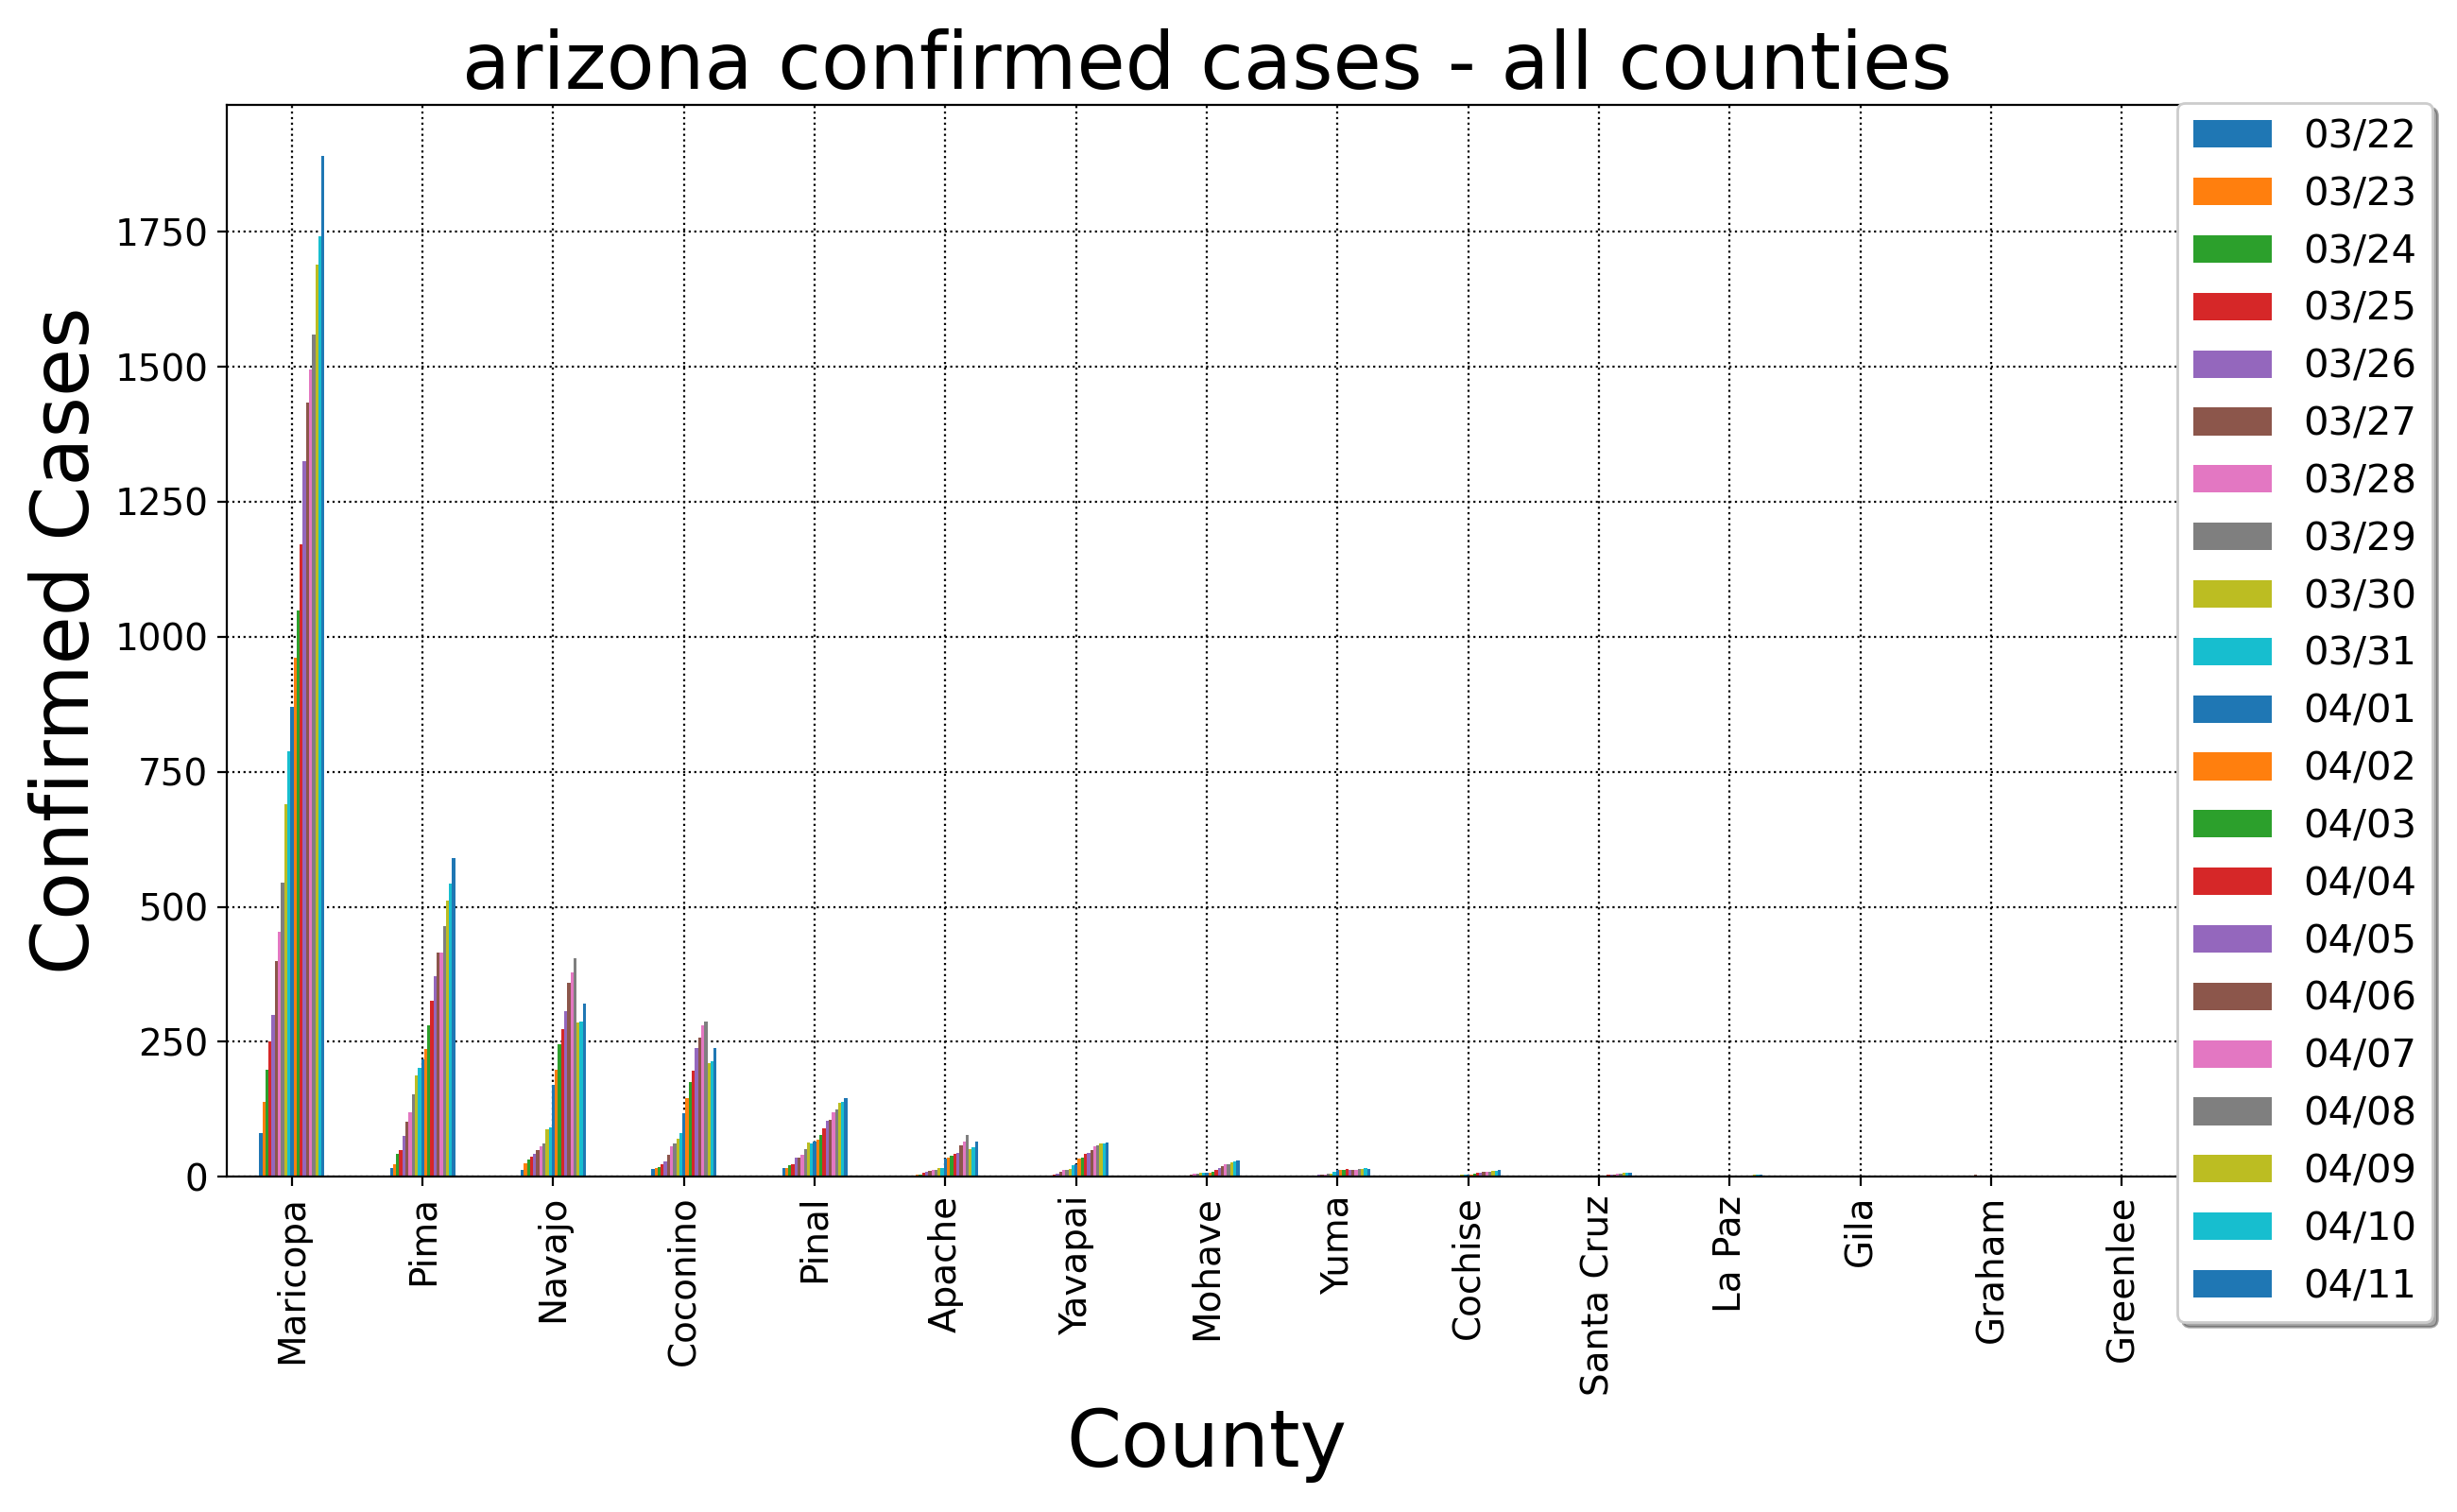 arizona confirmed cases - all counties
Confirmed Cases
1750
1500
1250
1000
750
500
250
0
Maricopa
Pima
Navajo
Coconino
Pinal
Apache
Yavapai
Mohave
Yuma
Cochise
Santa Cruz
La Paz
Gila
Graham
Greenlee
County
03/22
03/23
03/24
03/25
03/26
03/27
03/28
03/29
03/30
03/31
04/01
04/02
04/03
04/04
04/05
04/06
04/07
04/08
04/09
04/10
04/11